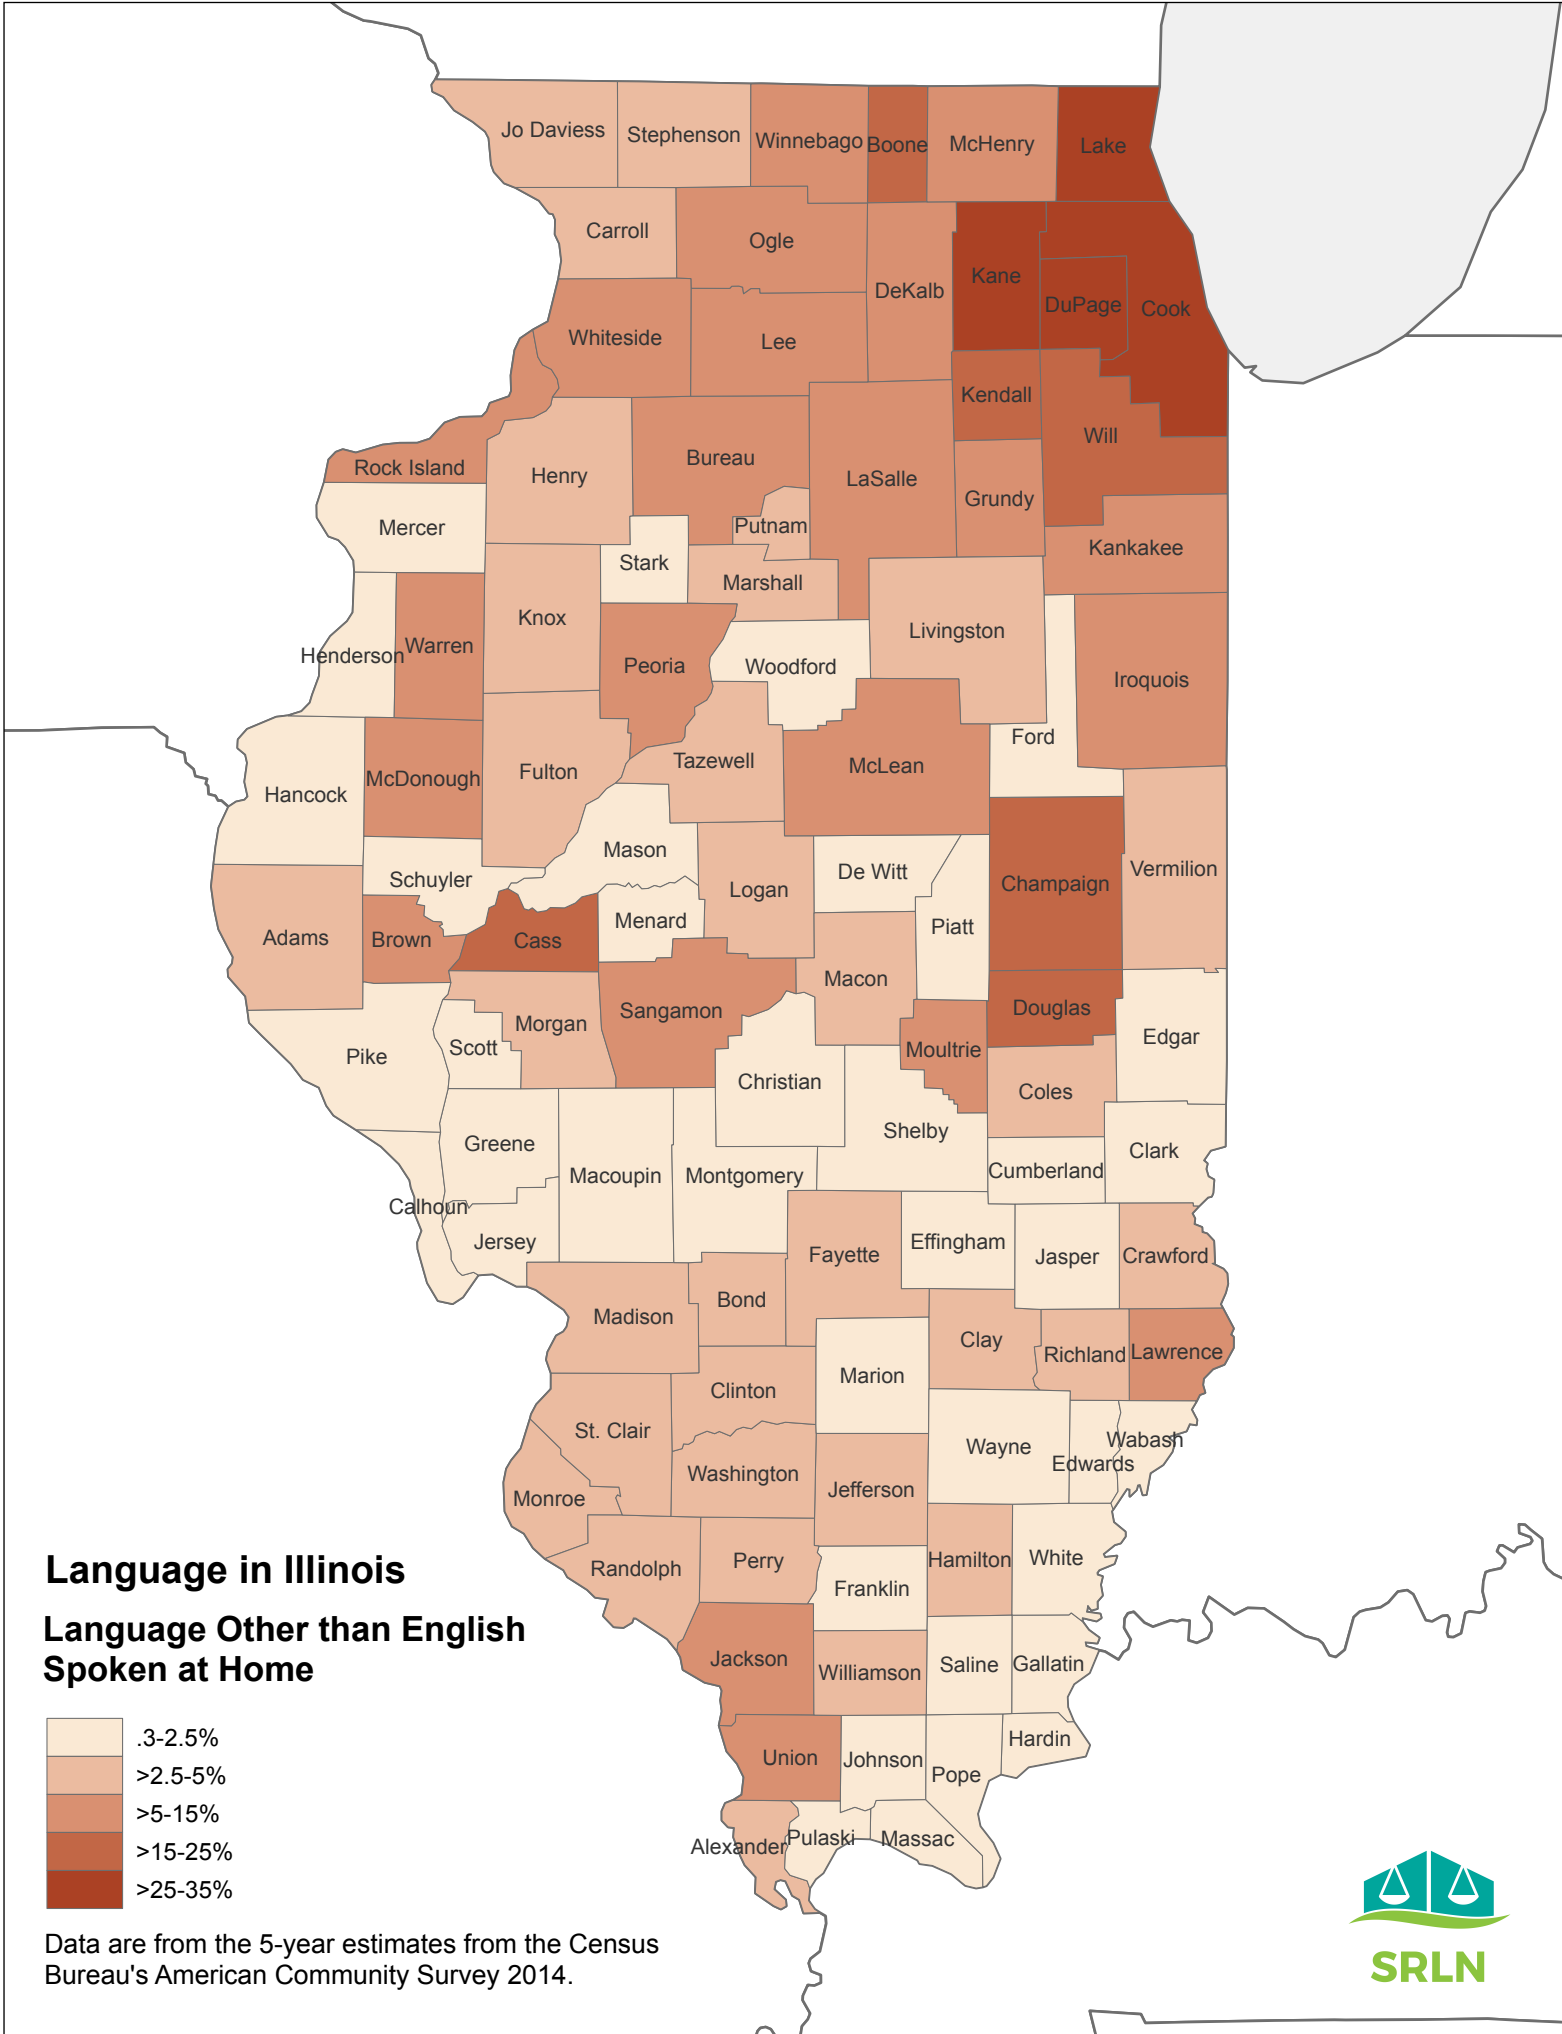 Jo Daviess
Stephenson
Winnebago
Boone
McHenry
Lake
Carroll
Ogle
DeKalb
Kane
DuPage
Cook
Whiteside
Lee
Kendall
Will
Rock Island
Henry
Bureau
LaSalle
Grundy
Putnam
Mercer
Stark
Kankakee
Marshall
Knox
Livingston
Henderson
Warren
Peoria
Woodford
Iroquois
Ford
Hancock
McDonough
Fulton
Tazewell
McLean
Mason
De Witt
Vermilion
Schuyler
Logan
Champaign
Menard
Piatt
Adams
Brown
Cass
Macon
Sangamon
Douglas
Morgan
Edgar
Scott
Moultrie
Pike
Christian
Coles
Shelby
Greene
Clark
Cumberland
Macoupin
Montgomery
Calhoun
Jersey
Fayette
Effingham
Jasper
Crawford
Bond
Madison
Clay
Richland
Lawrence
Marion
Clinton
St. Clair
Wayne
Wabash
Edwards
Washington
Jefferson
Monroe
Randolph
Perry
Hamilton
White
Franklin
Jackson
Williamson
Saline
Gallatin
Union
Johnson
Hardin
Pope
Alexander
Pulaski
Massac
Language in Illinois
Language Other than English
Spoken at Home
.3-2.5%
>2.5-5%
>5-15%
>15-25%
>25-35%
Data are from the 5-year estimates from the Census
Bureau's American Community Survey 2014.
SRLN